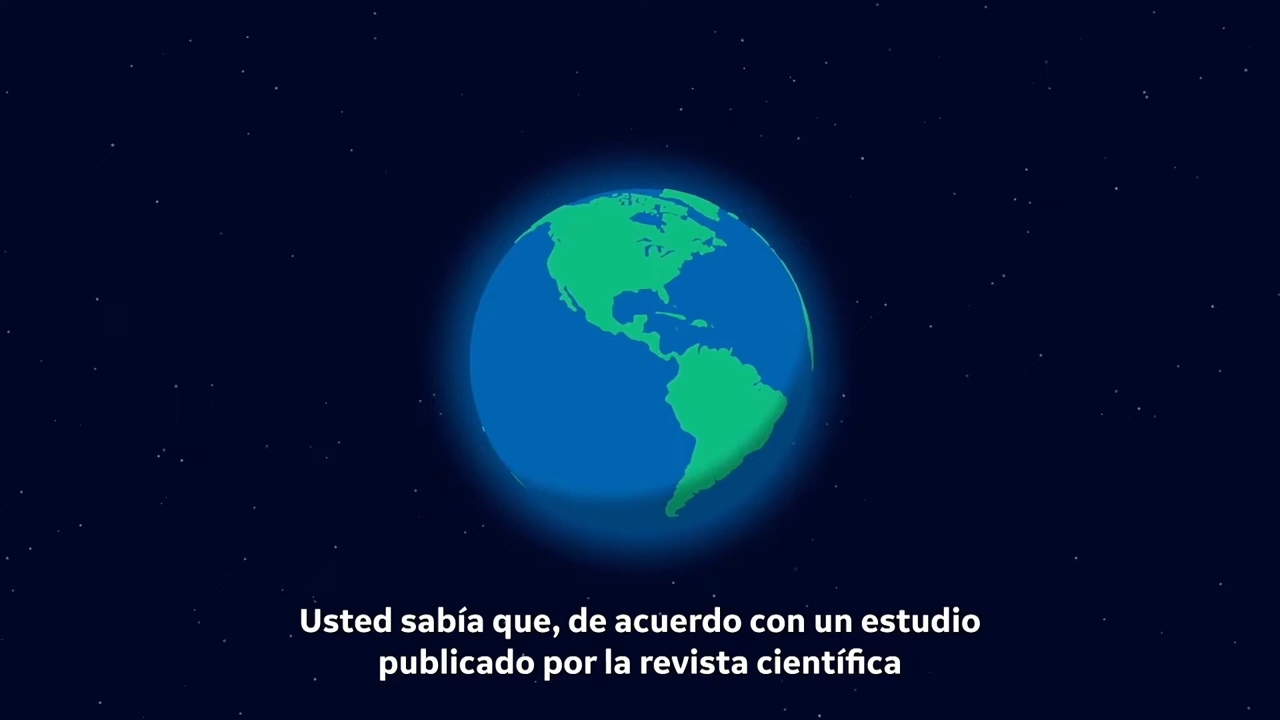 Usted sabía que, de acuerdo con un estudio
publicado por la revista científica